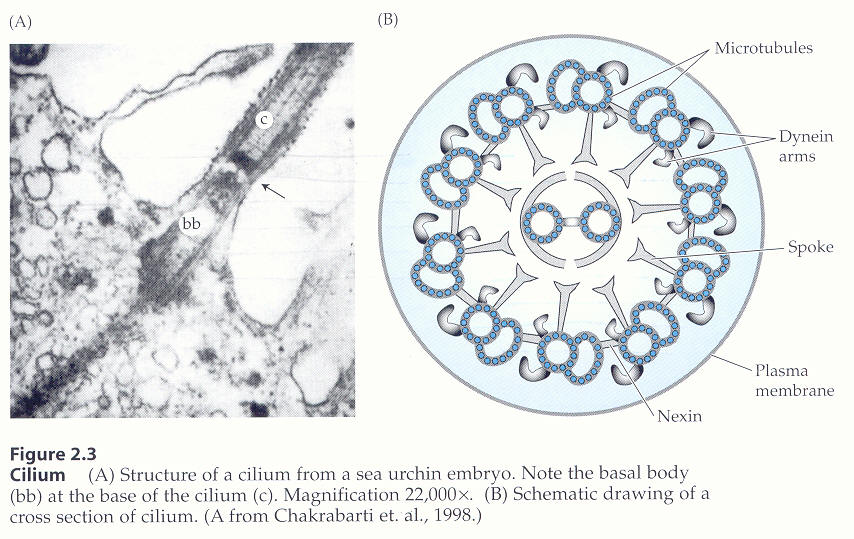 (A)
(B)
c
bb
Microtubules
Dynein
arms
Spoke
Plasma
membrane
Nexin
Figure 2.3
Cilium (A) Structure of a cilium from a sea urchin embryo. Note the basal body
(bb) at the base of the cilium (c). Magnification 22,000×. (B) Schematic drawing of a
cross section of cilium. (A from Chakrabarti et. al., 1998.)